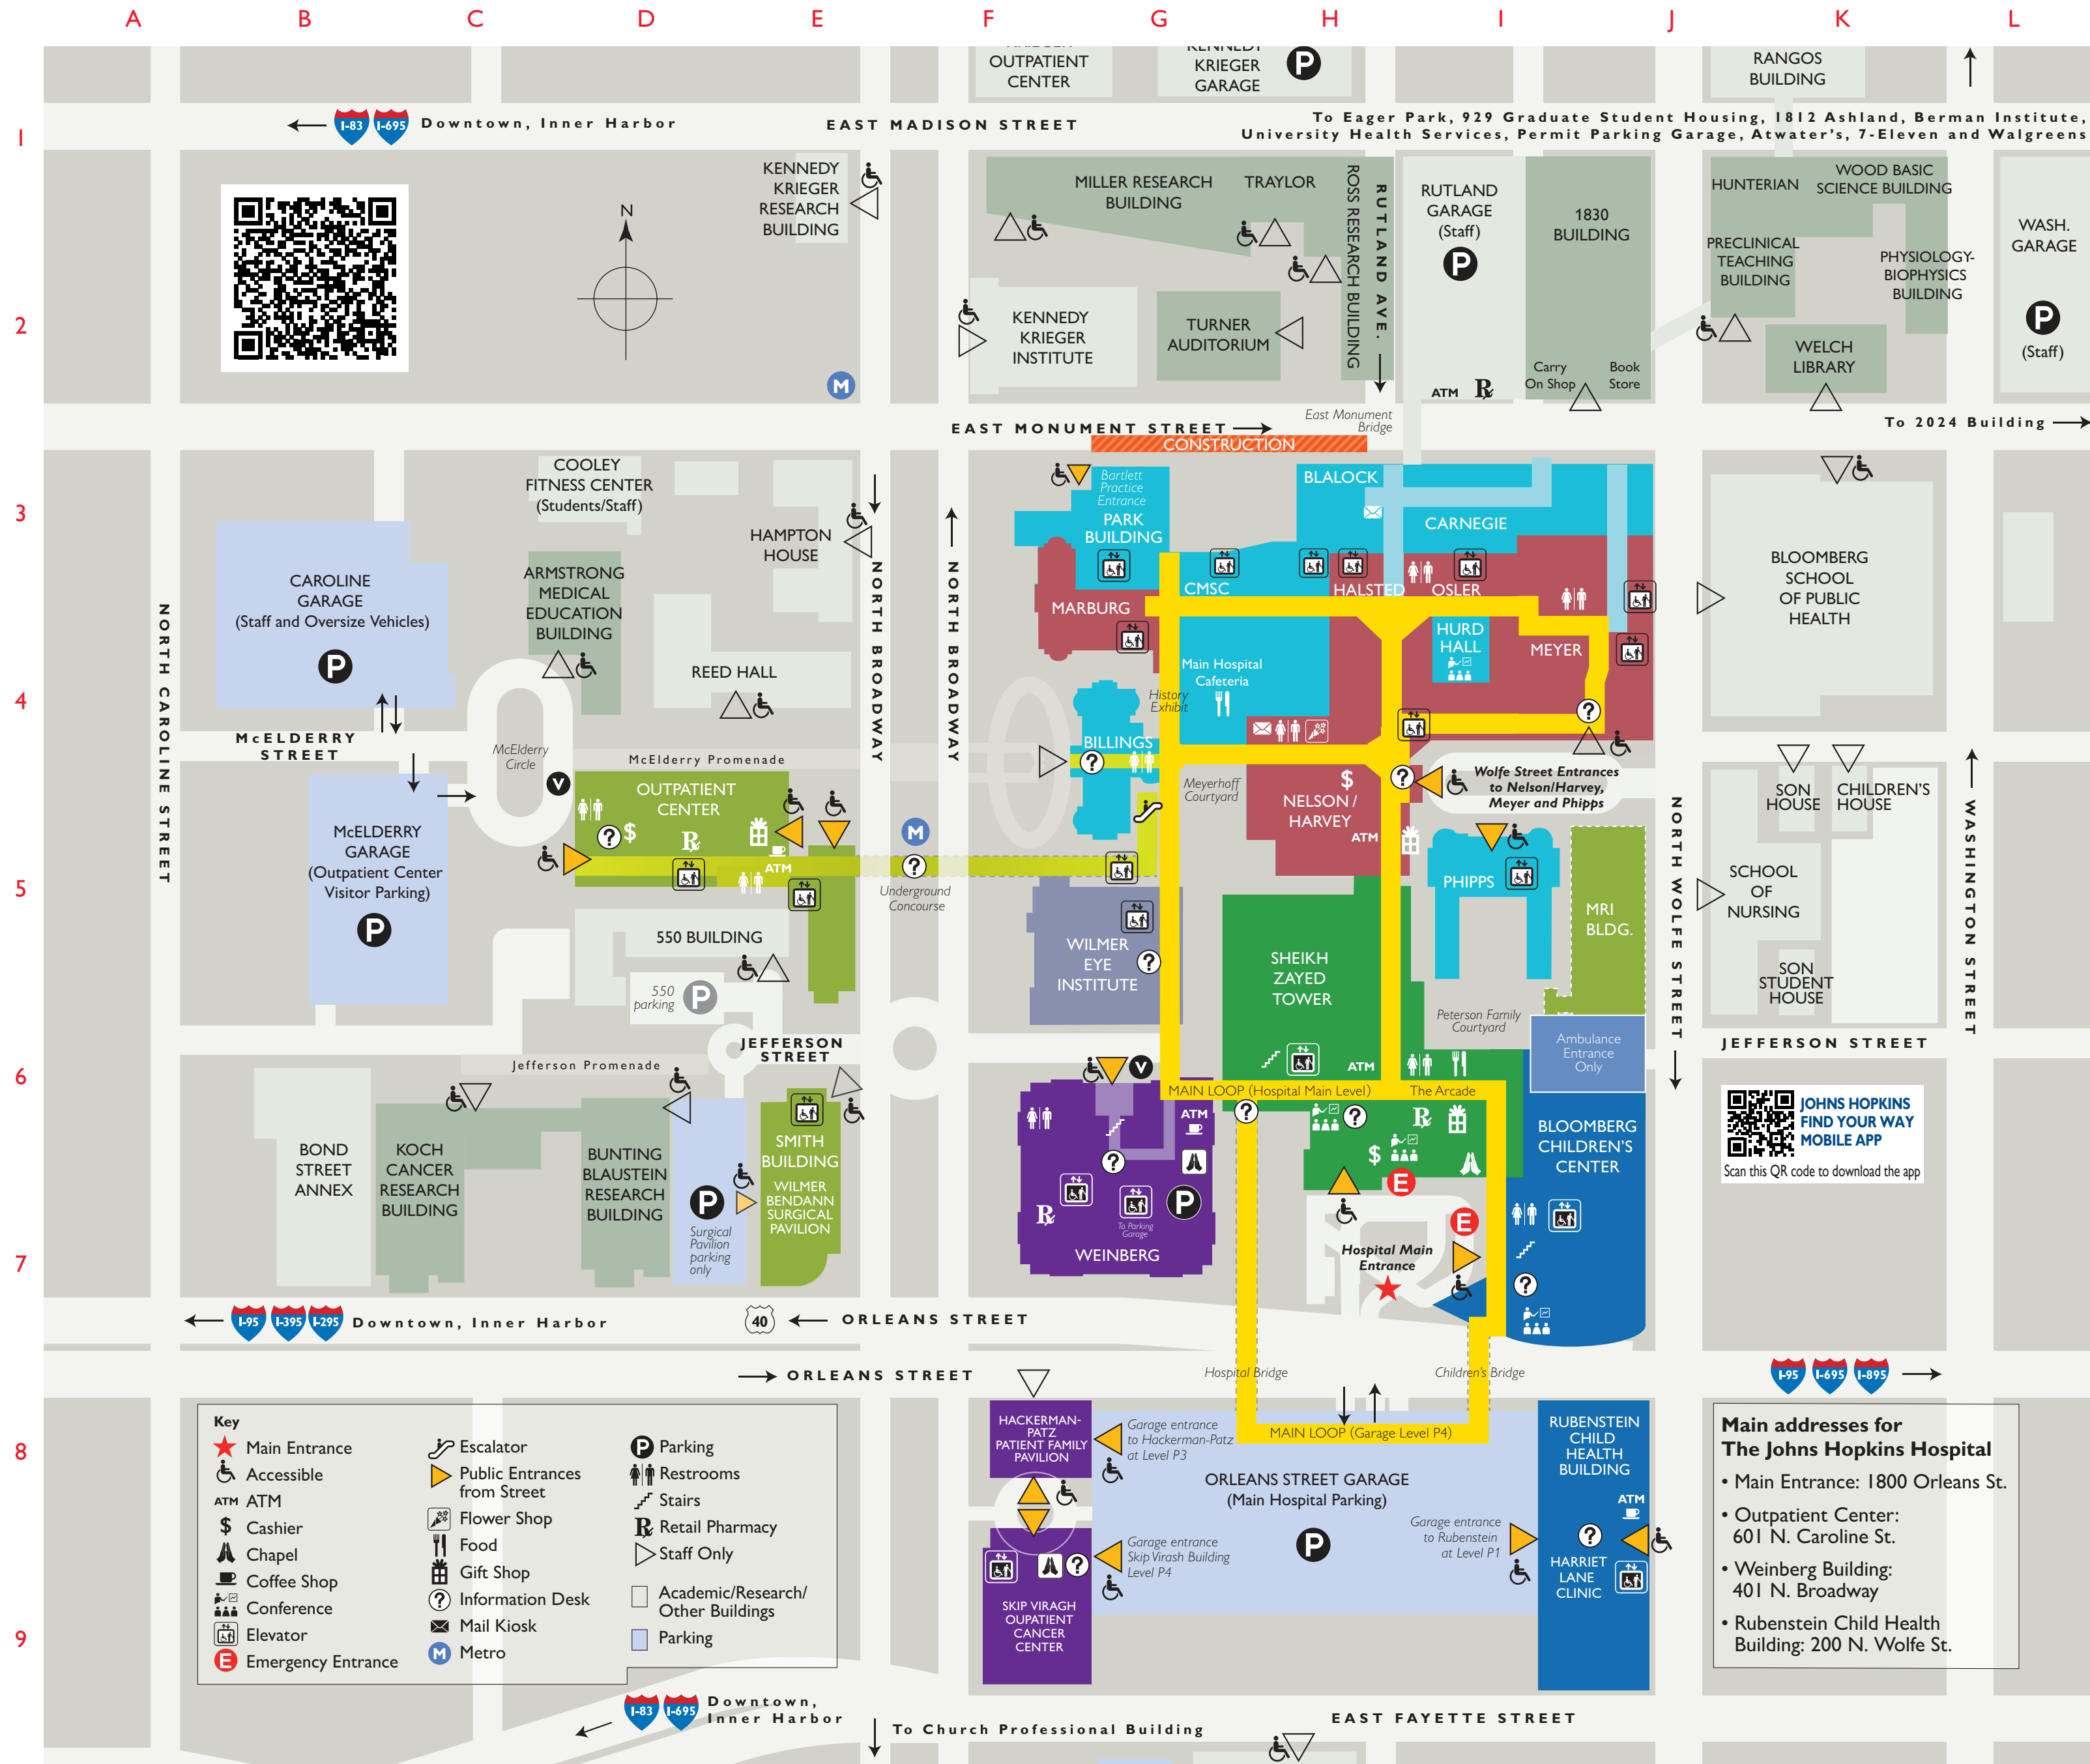 A B C D E F G H I J K L
1
2
3
4
5
6
7
8
9
KRIEGER
OUTPATIENT
CENTER
KENNEDY
KRIEGER
GARAGE
P
RANGOS
BUILDING
I-83 I-695 Downtown, Inner Harbor
EAST MADISON STREET
To Eager Park, 929 Graduate Student Housing, 1812 Ashland, Berman Institute,
University Health Services, Permit Parking Garage, Atwater's, 7-Eleven and Walgreens
N
KENNEDY
KRIEGER
RESEARCH
BUILDING
M
MILLER RESEARCH
BUILDING
TRAYLOR
ROSS RESEARCH BUILDING
RUTLAND AVE.
KENNEDY
KRIEGER
INSTITUTE
TURNER
AUDITORIUM
RUTLAND
GARAGE
(Staff)
P
ATM Rx
1830
BUILDING
Carry
On Shop
Book
Store
HUNTERIAN
WOOD BASIC
SCIENCE BUILDING
PRECLINICAL
TEACHING
BUILDING
PHYSIOLOGY-
BIOPHYSICS
BUILDING
WELCH
LIBRARY
WASH.
GARAGE
P
(Staff)
EAST MONUMENT STREET
East Monument
Bridge
CONSTRUCTION
To 2024 Building
COOLEY
FITNESS CENTER
(Students/Staff)
HAMPTON
HOUSE
CAROLINE
GARAGE
(Staff and Oversize Vehicles)
P
ARMSTRONG
MEDICAL
EDUCATION
BUILDING
REED HALL
NORTH CAROLINE STREET
NORTH BROADWAY
NORTH BROADWAY
McELDERRY
STREET
McElderry
Circle
McElderry Promenade
V
McELDERRY
GARAGE
(Outpatient Center
Visitor Parking)
P
OUTPATIENT
CENTER
? $
Rx
ATM
M
?
Underground
Concourse
550 BUILDING
550
parking
P
Bartlett
Practice
Entrance
PARK
BUILDING
BLALOCK
CARNEGIE
MARBURG
CMSC
HALSTED
OSLER
Main Hospital
Cafeteria
HURD
HALL
MEYER
History
Exhibit
BILLINGS
?
Meyerhoff
Courtyard
$
NELSON /
HARVEY
ATM
?
?
Wolfe Street Entrances
to Nelson/Harvey,
Meyer and Phipps
PHIPPS
MRI
BLDG.
WILMER
EYE
INSTITUTE
?
SHEIKH
ZAYED
TOWER
Peterson Family
Courtyard
Ambulance
Entrance
Only
ATM
BLOOMBERG
SCHOOL
OF PUBLIC
HEALTH
SON
HOUSE
CHILDREN'S
HOUSE
SCHOOL
OF
NURSING
SON
STUDENT
HOUSE
NORTH WOLFE STREET
WASHINGTON STREET
JEFFERSON STREET
JEFFERSON
STREET
Jefferson Promenade
BOND
STREET
ANNEX
KOCH
CANCER
RESEARCH
BUILDING
BUNTING
BLAUSTEIN
RESEARCH
BUILDING
P
Surgical
Pavilion
parking
only
SMITH
BUILDING
WILMER
BENDANN
SURGICAL
PAVILION
V
ATM
?
P
To Parking
Garage
Rx
WEINBERG
MAIN LOOP (Hospital Main Level)
The Arcade
?
?
Rx
$
E
E
Hospital Main
Entrance
BLOOMBERG
CHILDREN'S
CENTER
?
JOHNS HOPKINS
FIND YOUR WAY
MOBILE APP
Scan this QR code to download the app
I-95 I-395 I-295 Downtown, Inner Harbor
40
ORLEANS STREET
ORLEANS STREET
Hospital Bridge
Children's Bridge
I-95 I-695 I-895
Key
Main Entrance
Accessible
ATM ATM
$ Cashier
Chapel
Coffee Shop
Conference
Elevator
E Emergency Entrance
Escalator
Public Entrances
from Street
Flower Shop
Food
Gift Shop
? Information Desk
Mail Kiosk
M Metro
P Parking
Restrooms
Stairs
Rx Retail Pharmacy
Staff Only
Academic/Research/
Other Buildings
Parking
HACKERMAN-
PATZ
PATIENT FAMILY
PAVILION
Garage entrance
to Hackerman-Patz
at Level P3
MAIN LOOP (Garage Level P4)
ORLEANS STREET GARAGE
(Main Hospital Parking)
P
Garage entrance
Skip Virash Building
Level P4
Garage entrance
to Rubenstein
at Level P1
?
SKIP VIRAGH
OUPATIENT
CANCER
CENTER
RUBENSTEIN
CHILD
HEALTH
BUILDING
ATM
?
HARRIET
LANE
CLINIC
Main addresses for
The Johns Hopkins Hospital
• Main Entrance: 1800 Orleans St.
• Outpatient Center:
601 N. Caroline St.
• Weinberg Building:
401 N. Broadway
• Rubenstein Child Health
Building: 200 N. Wolfe St.
I-83 I-695 Downtown,
Inner Harbor
To Church Professional Building
EAST FAYETTE STREET